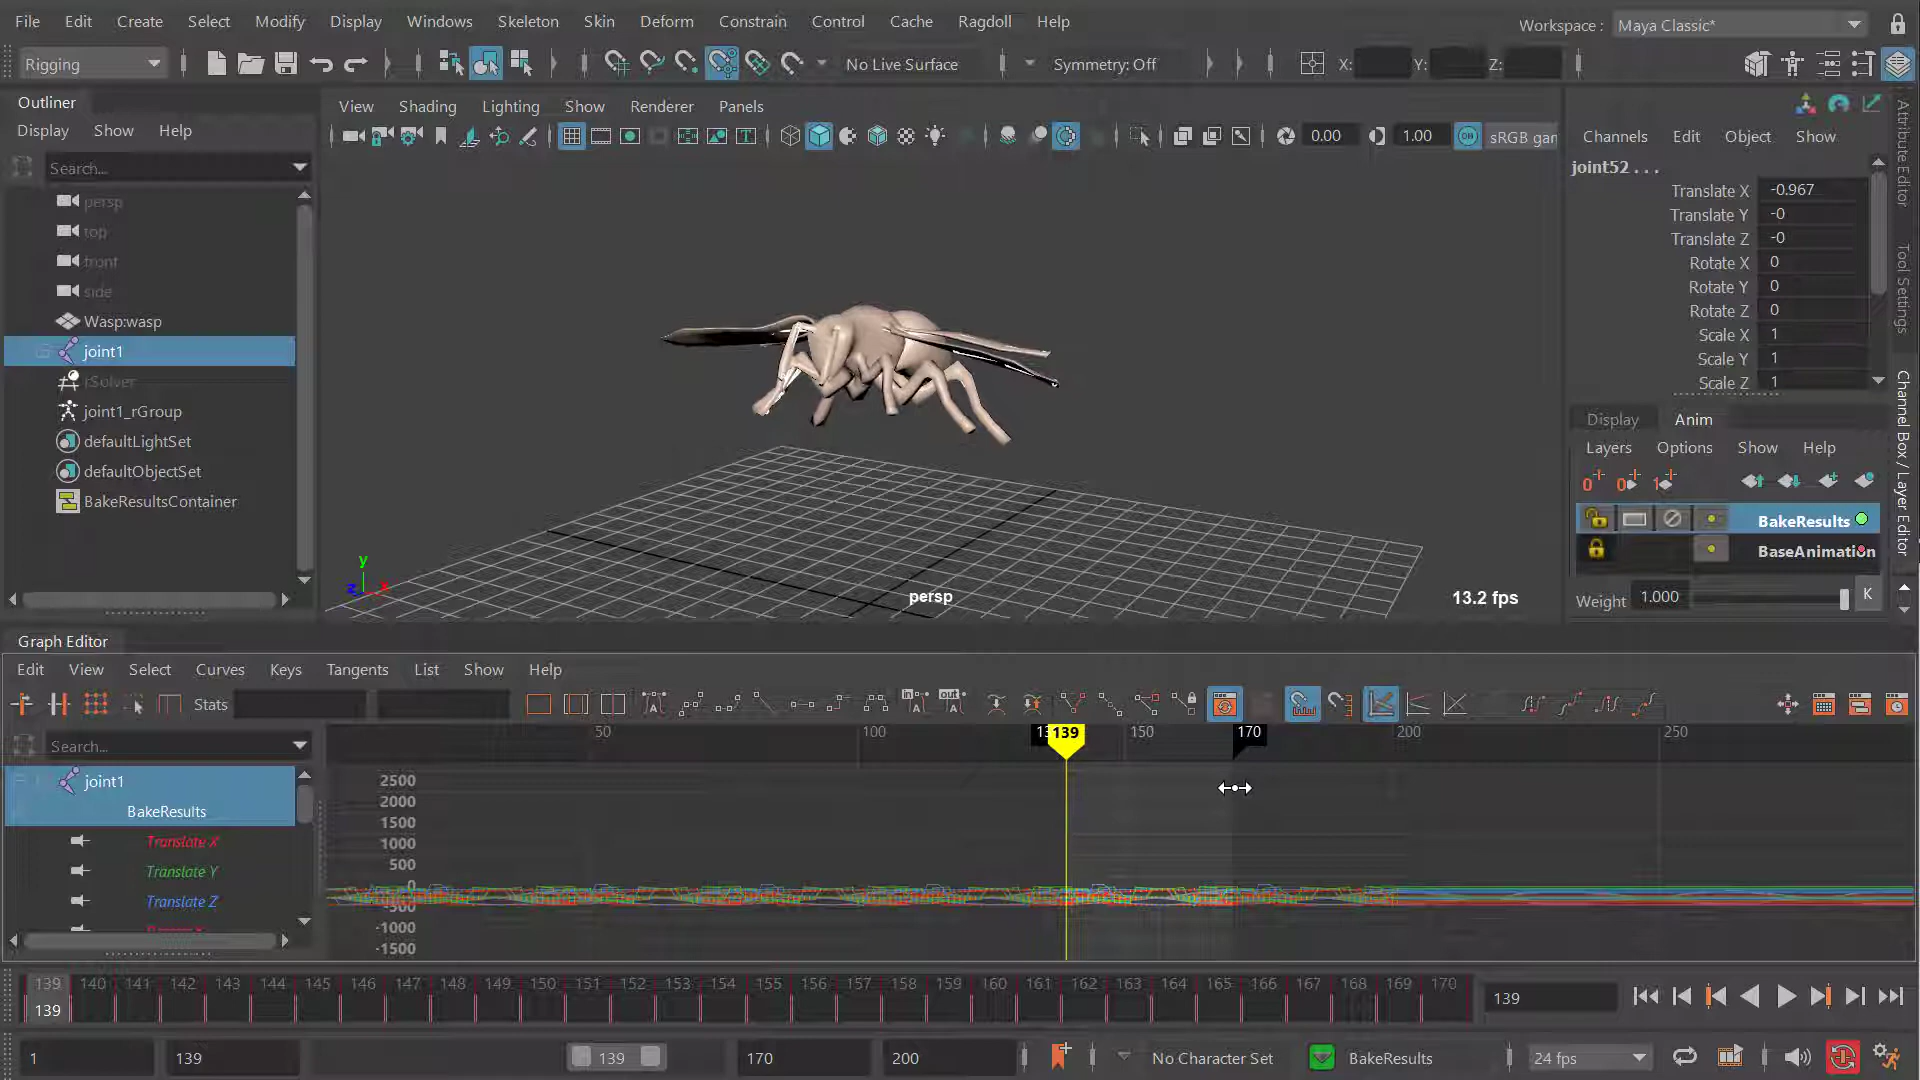 File Edit Create Select Modify Display Windows Skeleton Skin Deform Constrain Control Cache Ragdoll Help
Workspace : Maya Classic*
Rigging
No Live Surface
Symmetry: Off
X: Y: Z:
Outliner
Display Show Help
Search...
persp
top
front
side
Wasp:wasp
joint1
rSolver
joint1_rGroup
defaultLightSet
defaultObjectSet
BakeResultsContainer
View Shading Lighting Show Renderer Panels
0.00 1.00 sRGB gan
y
z x
persp
13.2 fps
Channels Edit Object Show
joint52 . . .
Translate X -0.967
Translate Y -0
Translate Z -0
Rotate X 0
Rotate Y 0
Rotate Z 0
Scale X 1
Scale Y 1
Scale Z 1
Display Anim
Layers Options Show Help
BakeResults
BaseAnimation
Weight 1.000 K
Attribute Editor
Tool Settings
Channel Box / Layer Editor
Graph Editor
Edit View Select Curves Keys Tangents List Show Help
Stats
Search...
joint1
BakeResults
Translate X
Translate Y
Translate Z
50 100 139 150 170 200 250
2500
2000
1500
1000
500
0
-500
-1000
-1500
139 140 141 142 143 144 145 146 147 148 149 150 151 152 153 154 155 156 157 158 159 160 161 162 163 164 165 166 167 168 169 170
139
139
1 139 139 170 200 No Character Set BakeResults 24 fps